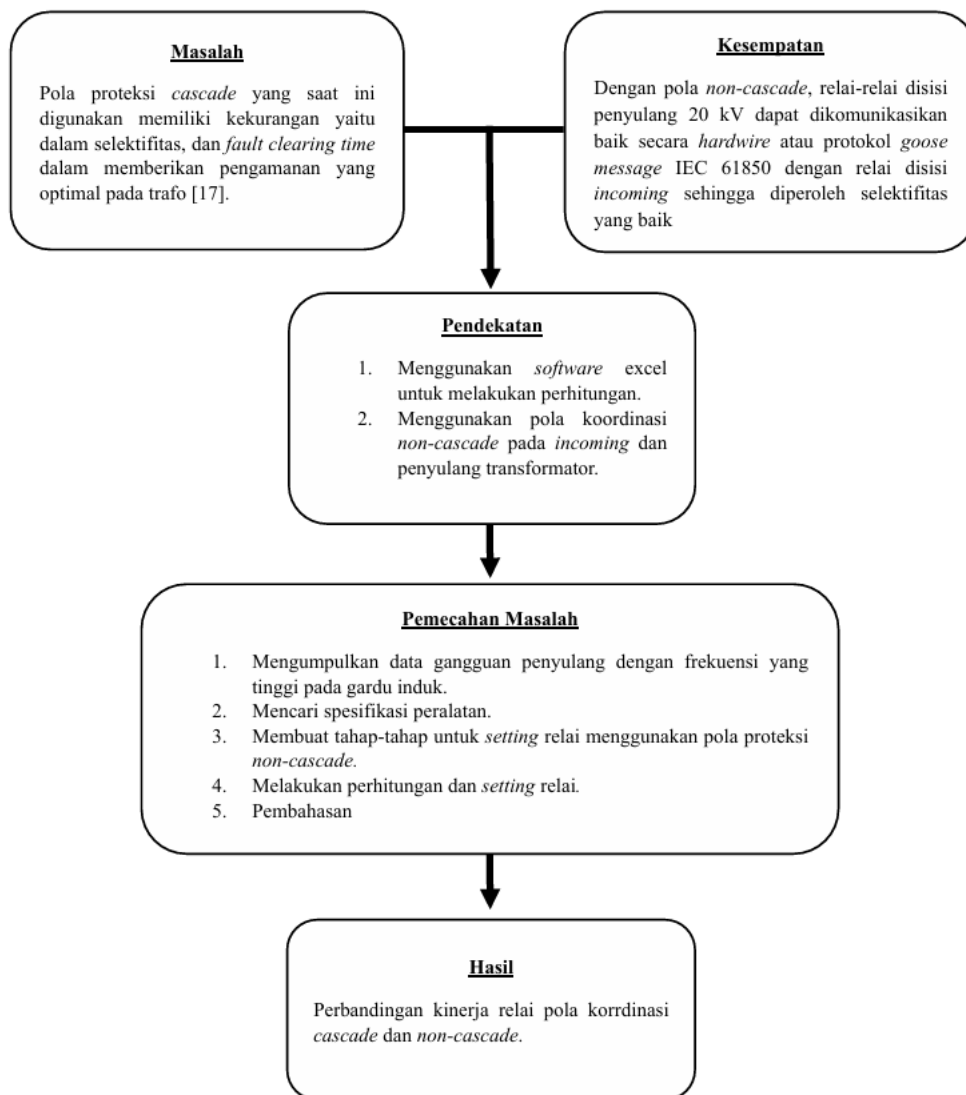 Masalah
Pola proteksi cascade yang saat ini
digunakan memiliki kekurangan yaitu
dalam selektifitas, dan fault clearing time
dalam memberikan pengamanan yang
optimal pada trafo [17].
Kesempatan
Dengan pola non-cascade, relai-relai disisi
penyulang 20 kV dapat dikomunikasikan
baik secara hardwire atau protokol goose
message IEC 61850 dengan relai disisi
incoming sehingga diperoleh selektifitas
yang baik
Pendekatan
1. Menggunakan software excel
untuk melakukan perhitungan.
2. Menggunakan pola koordinasi
non-cascade pada incoming dan
penyulang transformator.
Pemecahan Masalah
1. Mengumpulkan data gangguan penyulang dengan frekuensi yang
tinggi pada gardu induk.
2. Mencari spesifikasi peralatan.
3. Membuat tahap-tahap untuk setting relai menggunakan pola proteksi
non-cascade.
4. Melakukan perhitungan dan setting relai.
5. Pembahasan
Hasil
Perbandingan kinerja relai pola korrdinasi
cascade dan non-cascade.